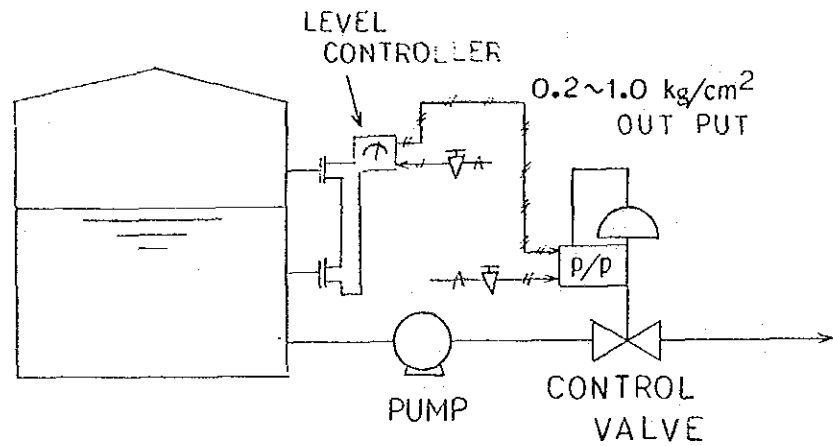 LEVEL
CONTROLLER
0.2~1.0 kg/cm²
OUT PUT
A
A
P/P
PUMP
CONTROL
VALVE